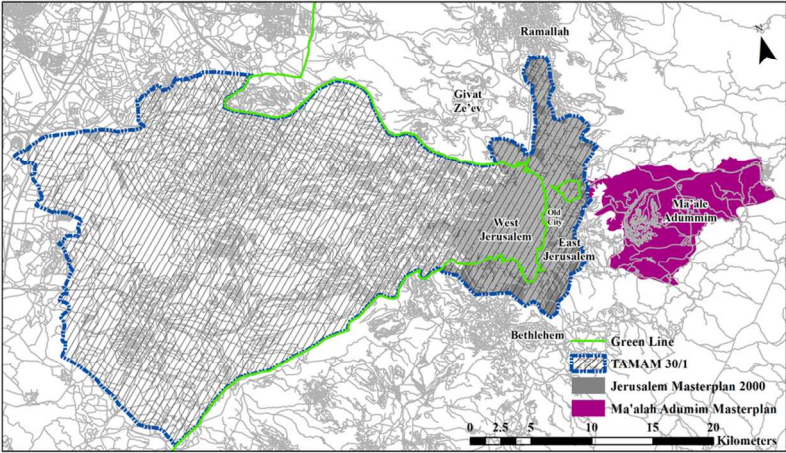 Ramallah
N
Givat
Ze'ev
Ma'ale
Adummim
Old
City
West
Jerusalem
East
Jerusalem
Bethlehem
Green Line
TAMAM 30/1
Jerusalem Masterplan 2000
Ma'alah Adumim Masterplan
0 2.5 5 10 15 20
Kilometers